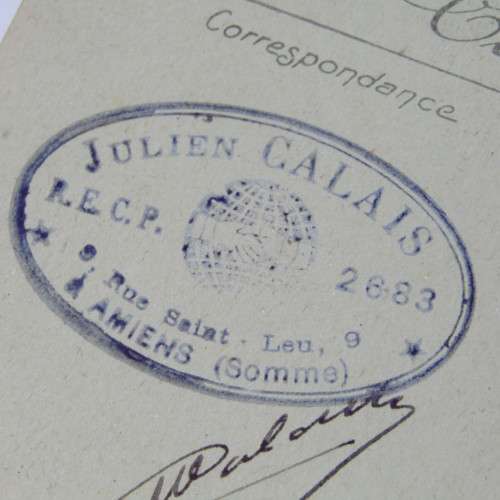 Correspondance
JULIEN CALAIS
R.E.C.P. 2683
9, Rue Saint-Leu, 9
A AMIENS (Somme)